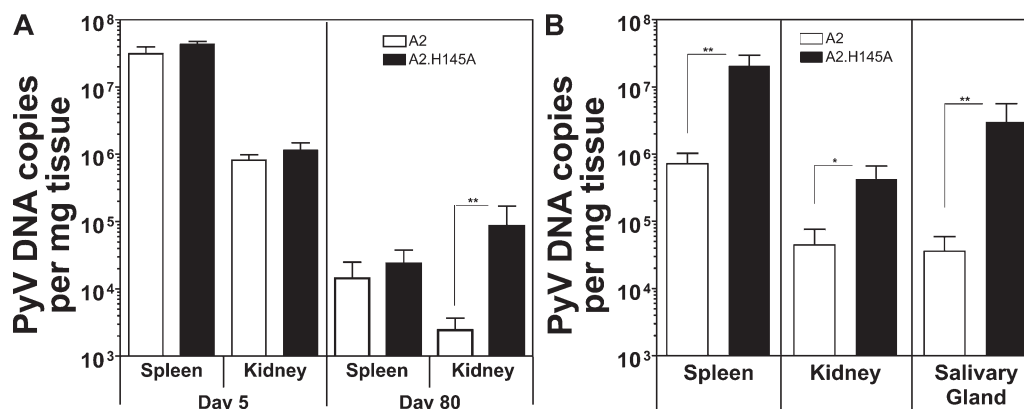 A
PyV DNA copies
per mg tissue
10⁸
10⁷
10⁶
10⁵
10⁴
10³
A2
A2.H145A
**
Spleen
Kidney
Spleen
Kidney
Day 5
Day 80
B
PyV DNA copies
per mg tissue
10⁸
10⁷
10⁶
10⁵
10⁴
10³
A2
A2.H145A
**
*
**
Spleen
Kidney
Salivary
Gland